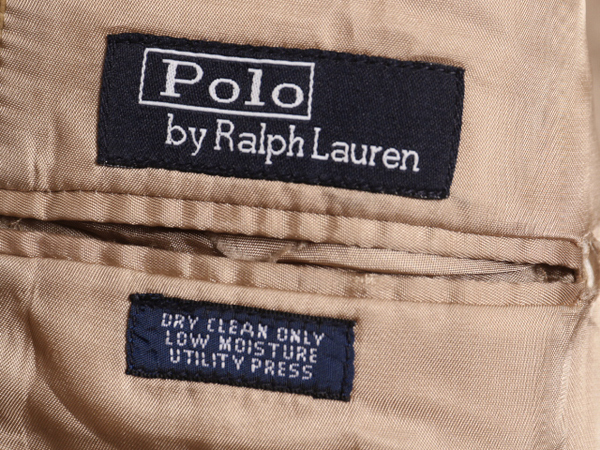 Polo
by Ralph Lauren
DRY CLEAN ONLY
LOW MOISTURE
UTILITY PRESS